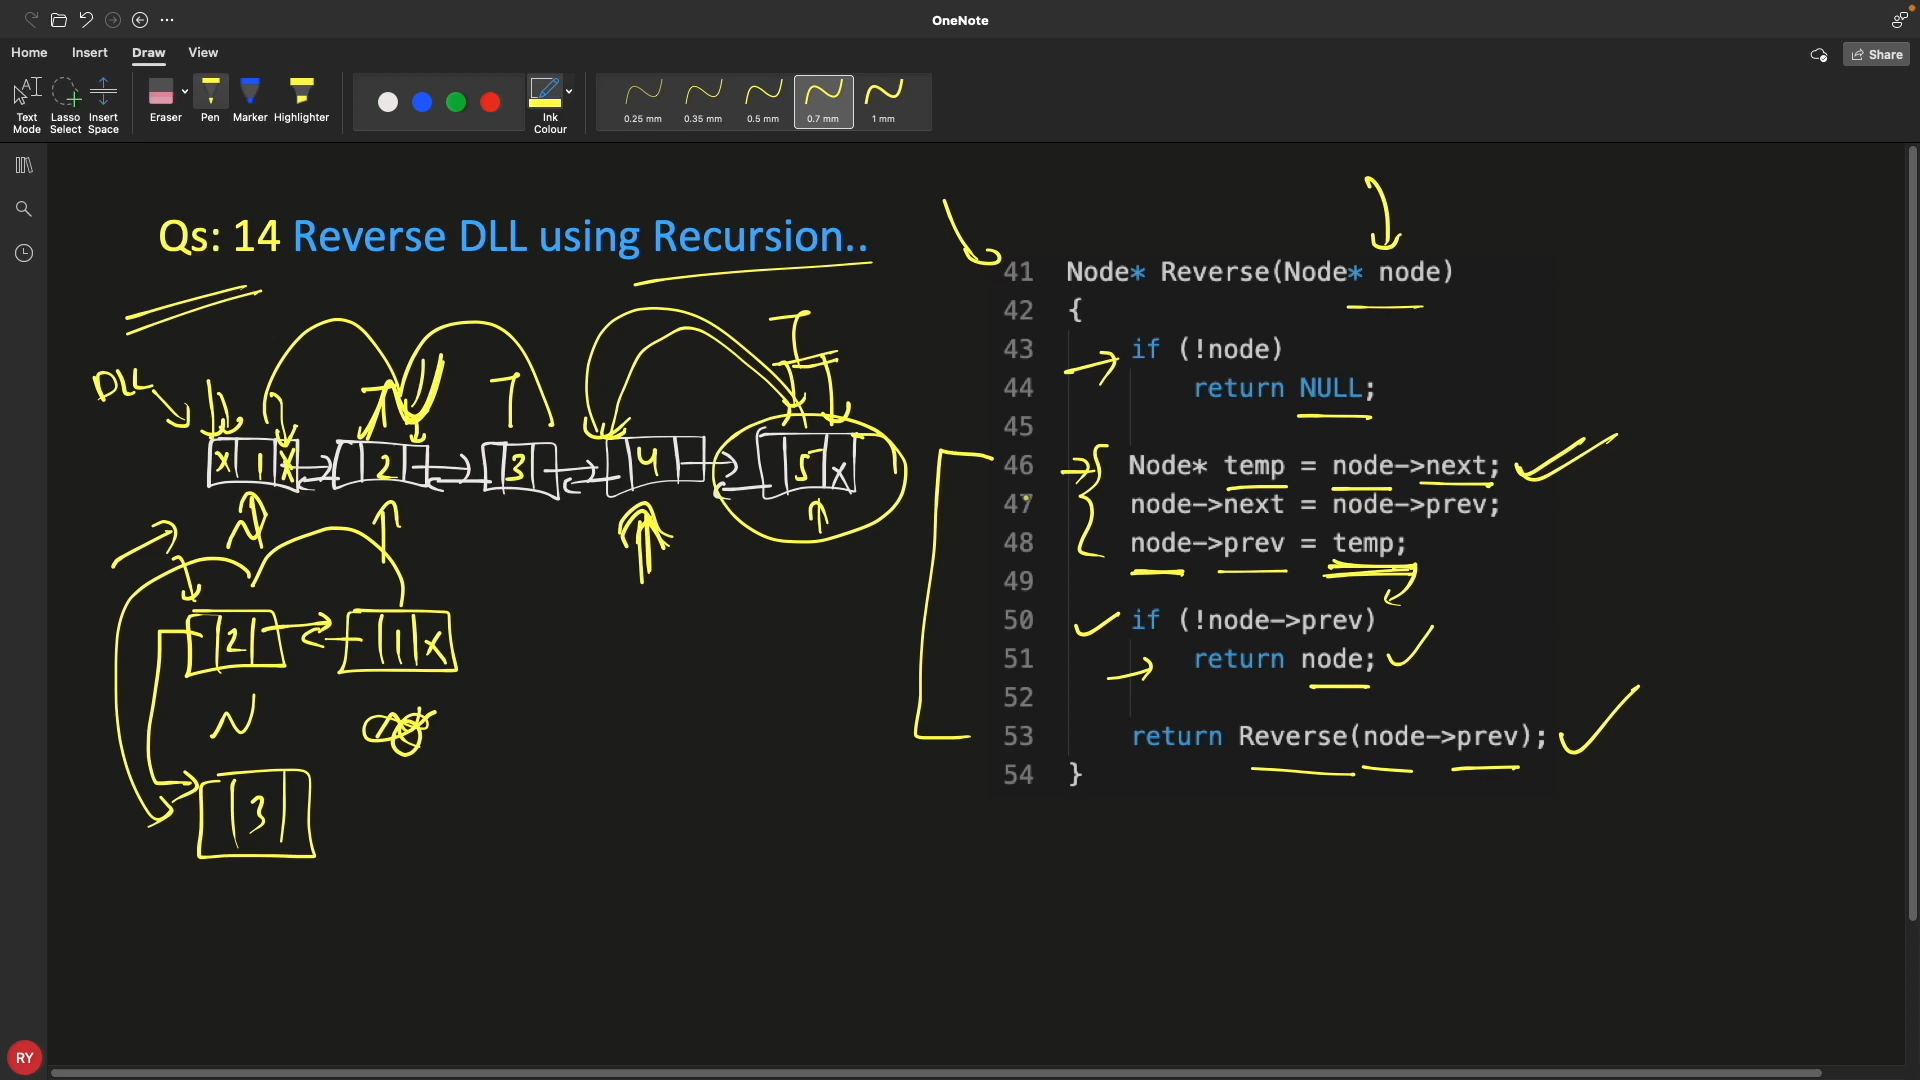 OneNote
Home Insert Draw View
Share
Text Mode
Lasso Select
Insert Space
Eraser
Pen
Marker
Highlighter
Ink Colour
0.25 mm
0.35 mm
0.5 mm
0.7 mm
1 mm
Qs: 14 Reverse DLL using Recursion..
DLL
T T T
X 1 X 2 3 4 5 X
N
2 1 X
N
3
41 Node* Reverse(Node* node)
42 {
43 if (!node)
44 return NULL;
45
46 Node* temp = node->next;
47 node->next = node->prev;
48 node->prev = temp;
49
50 if (!node->prev)
51 return node;
52
53 return Reverse(node->prev);
54 }
RY